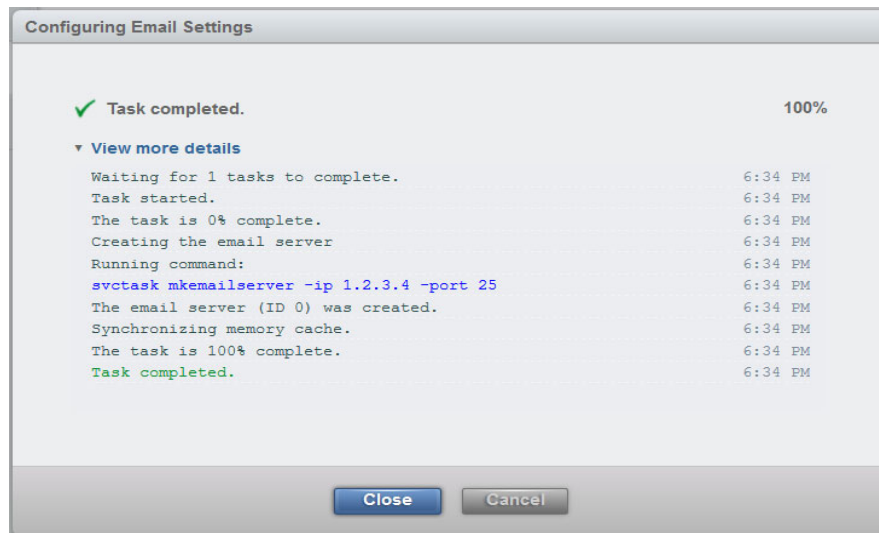 Configuring Email Settings
Task completed. 100%
View more details
Waiting for 1 tasks to complete. 6:34 PM
Task started. 6:34 PM
The task is 0% complete. 6:34 PM
Creating the email server 6:34 PM
Running command: 6:34 PM
svctask mkemailserver -ip 1.2.3.4 -port 25 6:34 PM
The email server (ID 0) was created. 6:34 PM
Synchronizing memory cache. 6:34 PM
The task is 100% complete. 6:34 PM
Task completed. 6:34 PM
Close Cancel